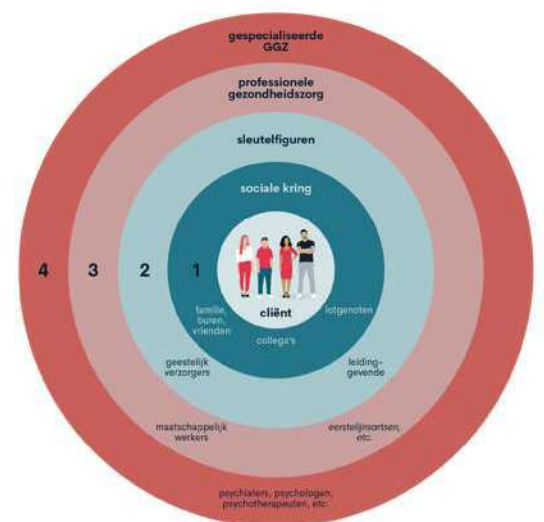 gespecialiseerde
GGZ
professionele
gezondheidszorg
sleutelfiguren
sociale kring
4 3 2 1
familie,
buren,
vrienden
cliënt
lotgenoten
collega's
geestelijk
verzorgers
leiding-
gevende
maatschappelijk
werkers
eerstelijnsartsen,
etc.
psychiaters, psychologen,
psychotherapeuten, etc.